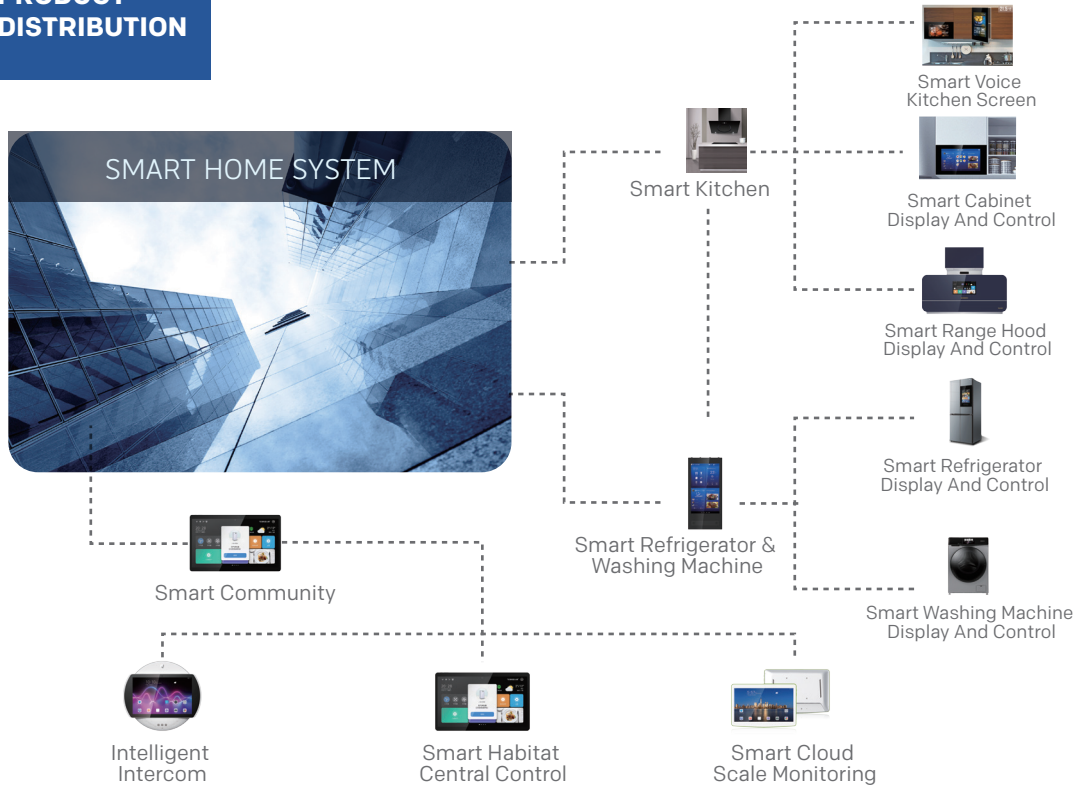 DISTRIBUTION
SMART HOME SYSTEM
Smart Voice
Kitchen Screen
Smart Kitchen
Smart Cabinet
Display And Control
Smart Range Hood
Display And Control
Smart Refrigerator
Display And Control
Smart Refrigerator &
Washing Machine
Smart Washing Machine
Display And Control
Smart Community
Intelligent
Intercom
Smart Habitat
Central Control
Smart Cloud
Scale Monitoring